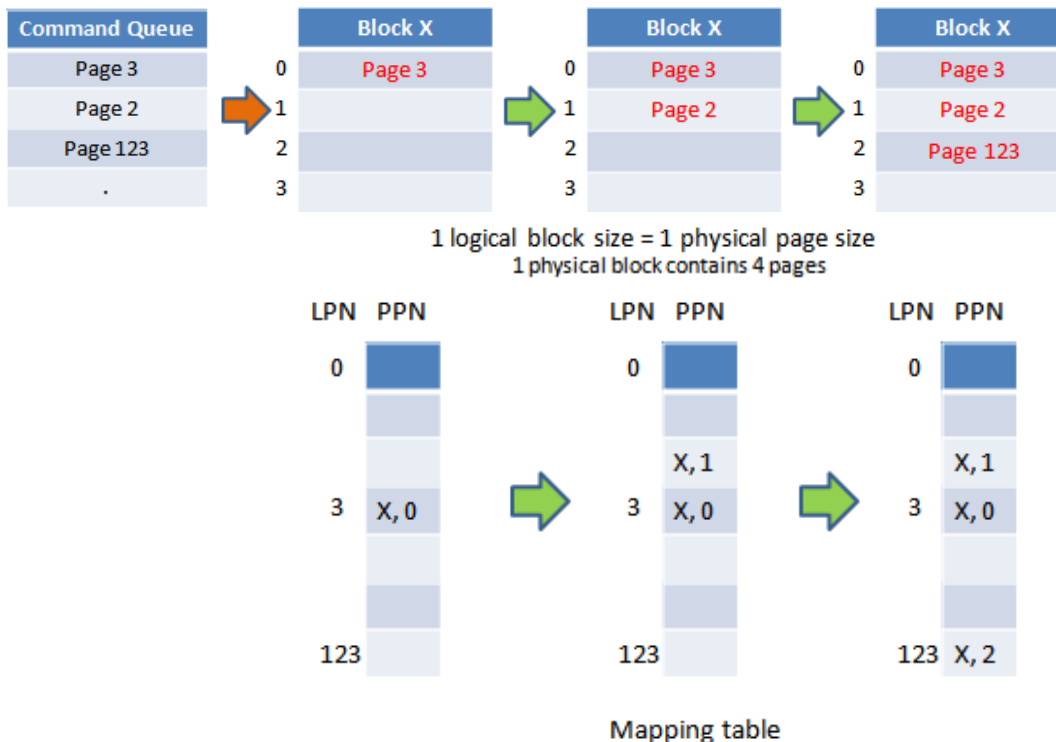 Command Queue
Page 3
Page 2
Page 123
.
Block X
0 Page 3
1
2
3
Block X
0 Page 3
1 Page 2
2
3
Block X
0 Page 3
1 Page 2
2 Page 123
3
1 logical block size = 1 physical page size
1 physical block contains 4 pages
LPN PPN
0
3 X, 0
123
LPN PPN
0
X, 1
3 X, 0
123
LPN PPN
0
X, 1
3 X, 0
123 X, 2
Mapping table